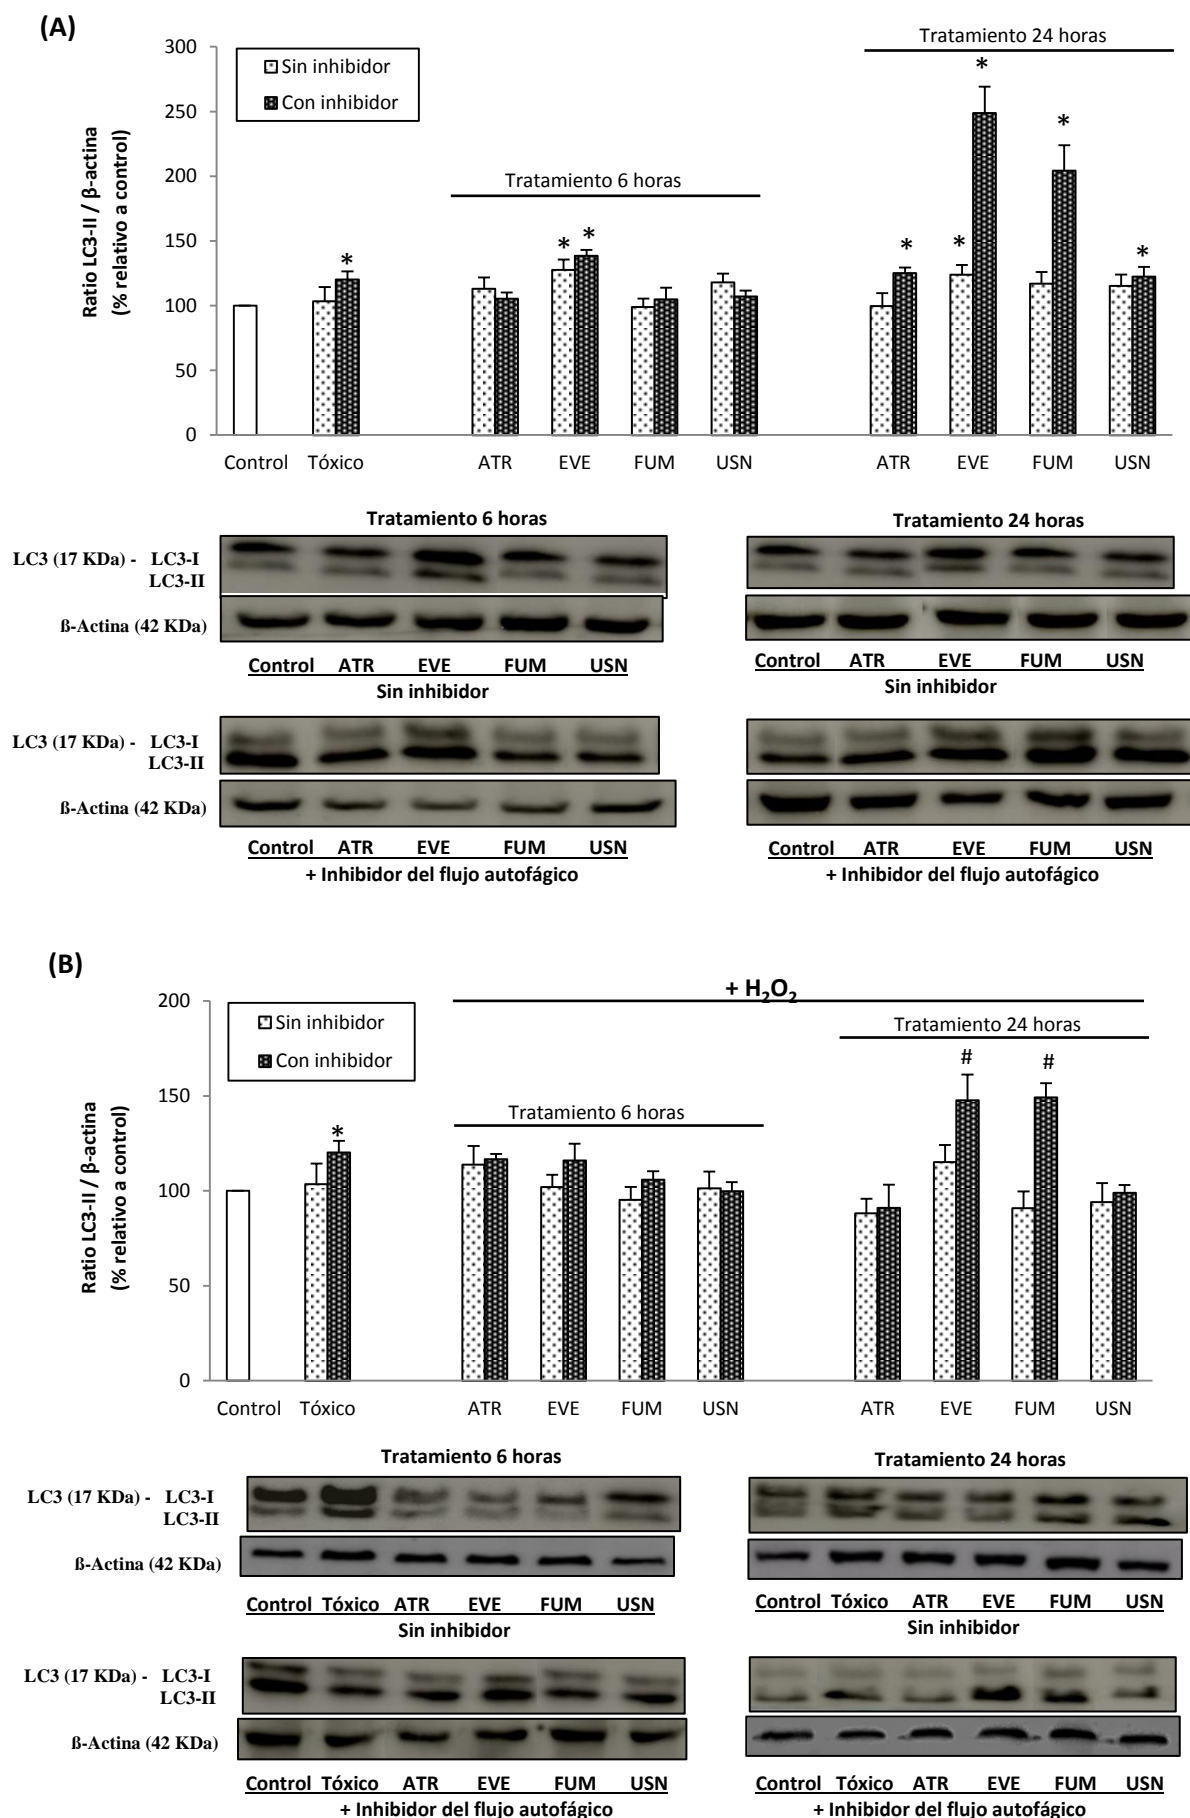 (A)
Ratio LC3-II / β-actina
(% relativo a control)
300
250
200
150
100
50
0
Sin inhibidor
Con inhibidor
Tratamiento 6 horas
Tratamiento 24 horas
*
* *
* * * * *
Control Tóxico ATR EVE FUM USN ATR EVE FUM USN
Tratamiento 6 horas
Tratamiento 24 horas
LC3 (17 KDa) - LC3-I
LC3-II
ß-Actina (42 KDa)
Control ATR EVE FUM USN
Sin inhibidor
Control ATR EVE FUM USN
Sin inhibidor
LC3 (17 KDa) - LC3-I
LC3-II
ß-Actina (42 KDa)
Control ATR EVE FUM USN
+ Inhibidor del flujo autofágico
Control ATR EVE FUM USN
+ Inhibidor del flujo autofágico
(B)
Ratio LC3-II / β-actina
(% relativo a control)
200
150
100
50
0
Sin inhibidor
Con inhibidor
+ H₂O₂
Tratamiento 6 horas
Tratamiento 24 horas
*
# #
Control Tóxico ATR EVE FUM USN ATR EVE FUM USN
Tratamiento 6 horas
Tratamiento 24 horas
LC3 (17 KDa) - LC3-I
LC3-II
ß-Actina (42 KDa)
Control Tóxico ATR EVE FUM USN
Sin inhibidor
Control Tóxico ATR EVE FUM USN
Sin inhibidor
LC3 (17 KDa) - LC3-I
LC3-II
ß-Actina (42 KDa)
Control Tóxico ATR EVE FUM USN
+ Inhibidor del flujo autofágico
Control Tóxico ATR EVE FUM USN
+ Inhibidor del flujo autofágico